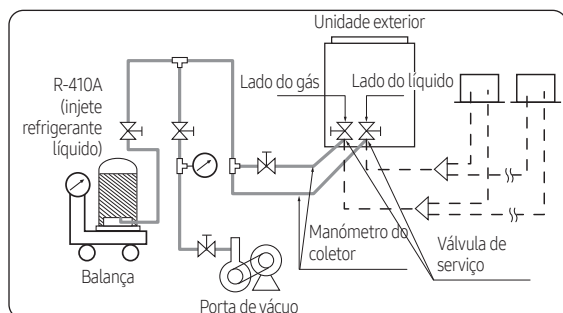 Unidade exterior
R-410A
(injete
refrigerante
líquido)
Lado do gás
Lado do líquido
Manómetro do
coletor
Válvula de
serviço
Balança
Porta de vácuo